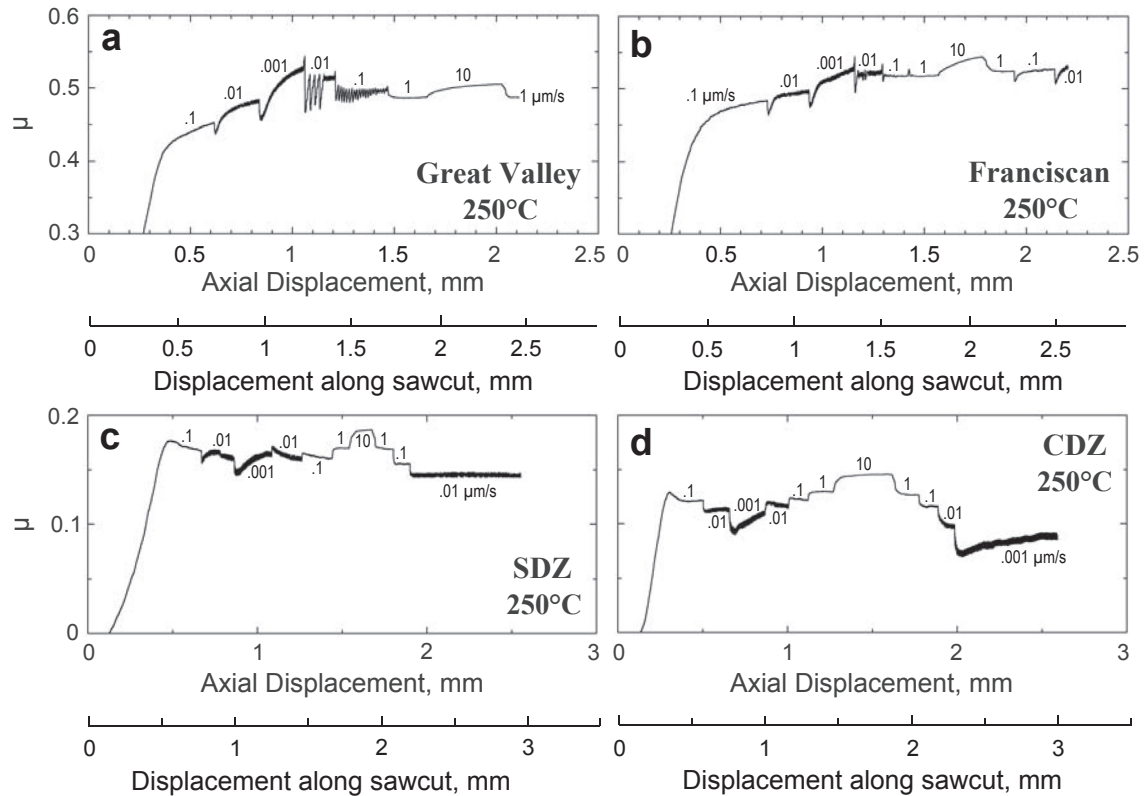 a
0.6
0.5
0.4
0.3
μ
.1
.01
.001
.01
.1
1
10
1 μm/s
Great Valley
250°C
0 0.5 1 1.5 2 2.5
Axial Displacement, mm
0 0.5 1 1.5 2 2.5
Displacement along sawcut, mm
b
.1 μm/s
.01
.001
.01
.1
1
10
1
.1
.01
Franciscan
250°C
0 0.5 1 1.5 2 2.5
Axial Displacement, mm
0 0.5 1 1.5 2 2.5
Displacement along sawcut, mm
c
0.2
0.1
0
μ
.1
.01
.001
.01
.1
1
10
1
.1
.01 μm/s
SDZ
250°C
0 1 2 3
Axial Displacement, mm
0 1 2 3
Displacement along sawcut, mm
d
.1
.01
.001
.01
.1
1
10
1
.1
.01
.001 μm/s
CDZ
250°C
0 1 2 3
Axial Displacement, mm
0 1 2 3
Displacement along sawcut, mm